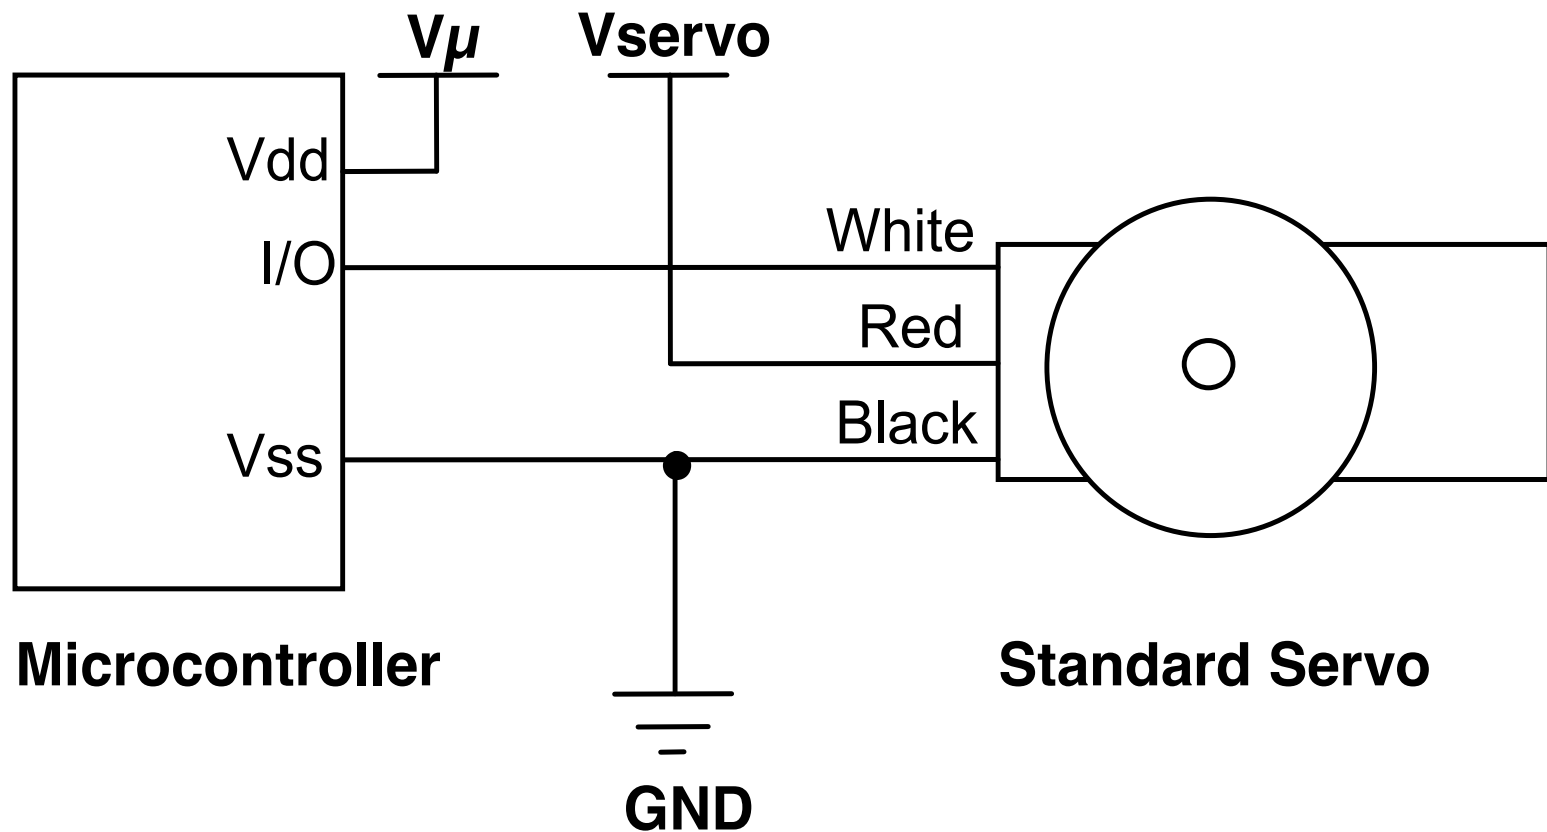 Vμ
Vservo
Vdd
White
I/O
Red
Black
Vss
Microcontroller
Standard Servo
GND